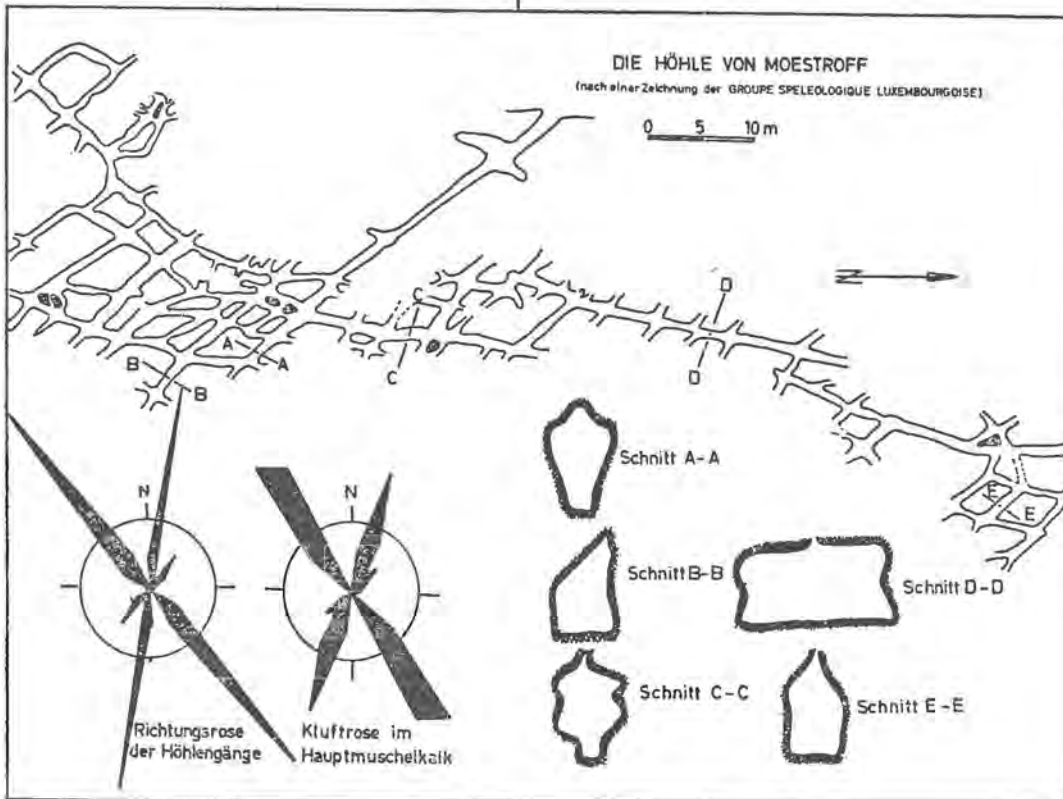 DIE HÖHLE VON MOESTROFF
(nach einer Zeichnung der GROUPE SPELEOLOGIQUE LUXEMBOURGOISE)
0 5 10 m
N
A
A
B
B
C
C
D
D
E
E
N
N
Richtungsrose
der Höhlengänge
Kluftrose im
Hauptmuschelkalk
Schnitt A-A
Schnitt B-B
Schnitt C-C
Schnitt D-D
Schnitt E-E